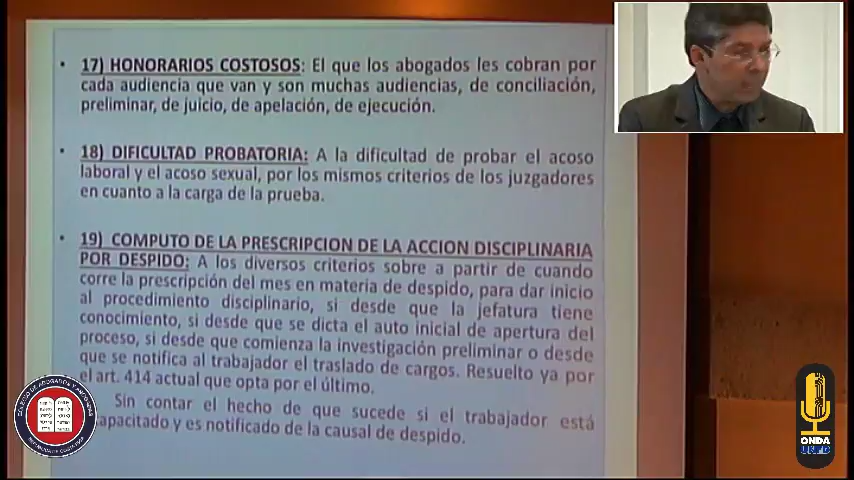 • 17) HONORARIOS COSTOSOS: El que los abogados les cobran por
cada audiencia que van y son muchas audiencias, de conciliación,
preliminar, de juicio, de apelación, de ejecución.
• 18) DIFICULTAD PROBATORIA: A la dificultad de probar el acoso
laboral y el acoso sexual, por los mismos criterios de los juzgadores
en cuanto a la carga de la prueba.
• 19) COMPUTO DE LA PRESCRIPCION DE LA ACCION DISCIPLINARIA
POR DESPIDO: A los diversos criterios sobre a partir de cuando
corre la prescripción del mes en materia de despido, para dar inicio
al procedimiento disciplinario, si desde que la jefatura tiene
conocimiento, si desde que se dicta el auto inicial de apertura del
proceso, si desde que comienza la investigación preliminar o desde
que se notifica al trabajador el traslado de cargos. Resuelto ya por
el art. 414 actual que opta por el último.
Sin contar el hecho de que sucede si el trabajador está
capacitado y es notificado de la causal de despido.
COLEGIO DE ABOGADOS Y ABOGADAS
ONDA
UNED